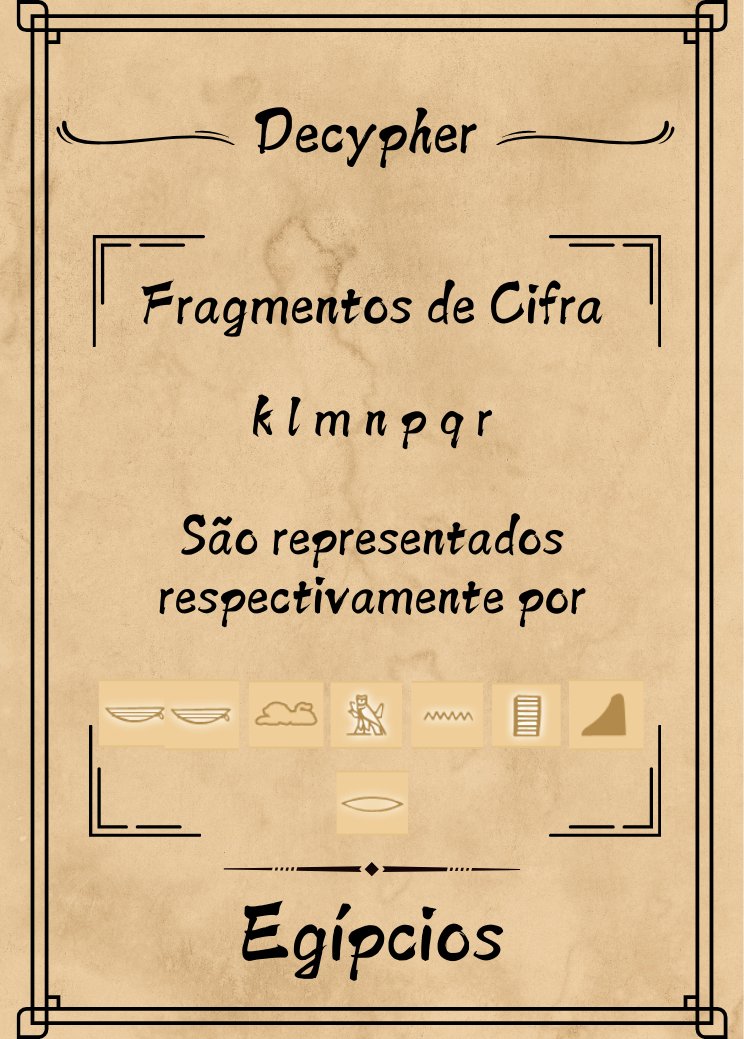 Decypher
Fragmentos de Cifra
k l m n p q r
São representados
respectivamente por
Egípcios